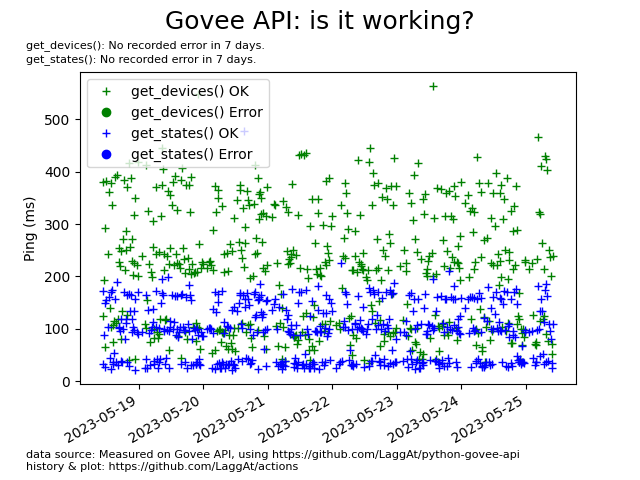 Govee API: is it working?
get_devices(): No recorded error in 7 days.
get_states(): No recorded error in 7 days.
get_devices() OK
get_devices() Error
get_states() OK
get_states() Error
Ping (ms)
500
400
300
200
100
0
2023-05-19
2023-05-20
2023-05-21
2023-05-22
2023-05-23
2023-05-24
2023-05-25
data source: Measured on Govee API, using https://github.com/LaggAt/python-govee-api
history & plot: https://github.com/LaggAt/actions